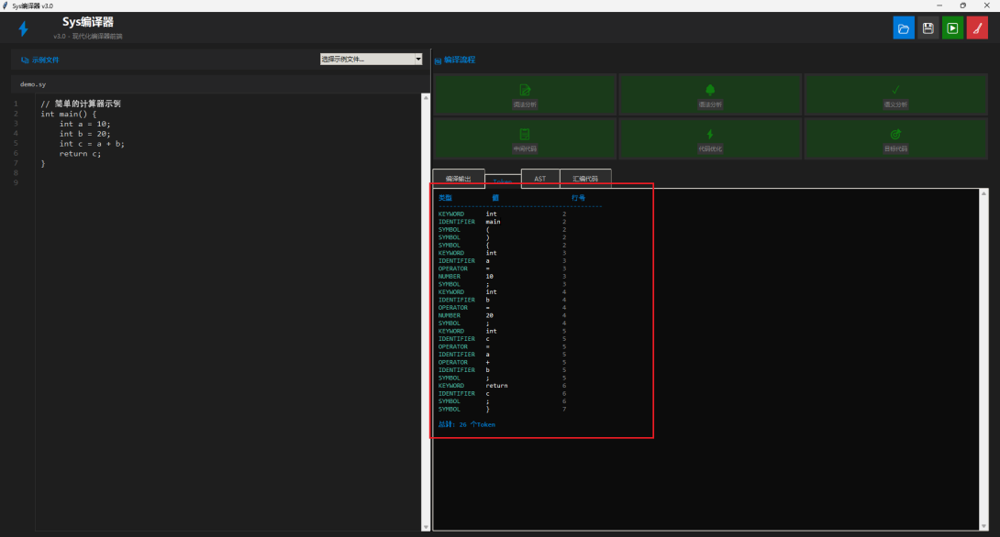 Sys编译器 v3.0
Sys编译器
v3.0 - 现代化编译器前端
示例文件
选择示例文件...
demo.sy
1 // 简单的计算器示例
2 int main() {
3 int a = 10;
4 int b = 20;
5 int c = a + b;
6 return c;
7 }
8
9
编译流程
词法分析
语法分析
语义分析
中间代码
代码优化
目标代码
编译输出 Token AST 汇编代码
类型 值 行号
------------------------------------------------
KEYWORD int 2
IDENTIFIER main 2
SYMBOL ( 2
SYMBOL ) 2
SYMBOL { 2
KEYWORD int 3
IDENTIFIER a 3
OPERATOR = 3
NUMBER 10 3
SYMBOL ; 3
KEYWORD int 4
IDENTIFIER b 4
OPERATOR = 4
NUMBER 20 4
SYMBOL ; 4
KEYWORD int 5
IDENTIFIER c 5
OPERATOR = 5
IDENTIFIER a 5
OPERATOR + 5
IDENTIFIER b 5
SYMBOL ; 5
KEYWORD return 6
IDENTIFIER c 6
SYMBOL ; 6
SYMBOL } 7
总计: 26 个Token